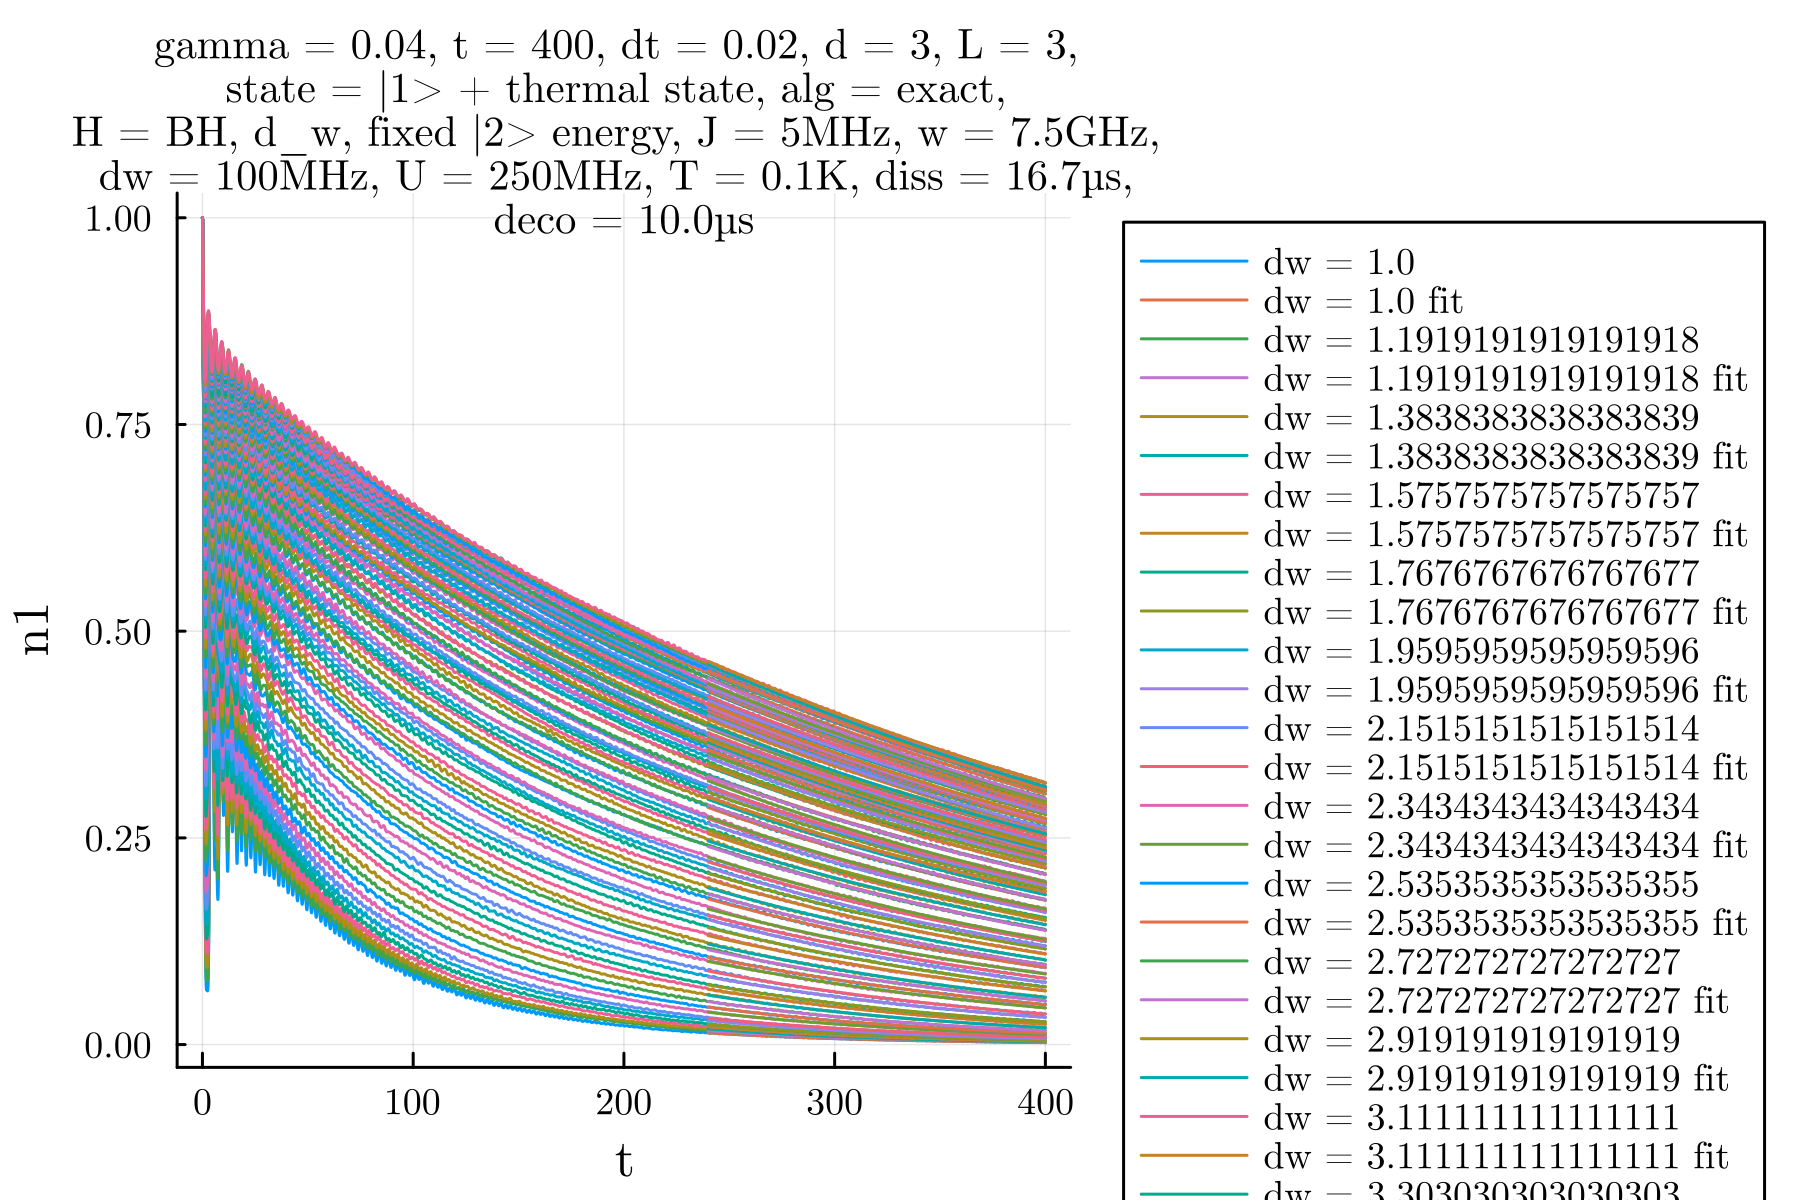 gamma = 0.04, t = 400, dt = 0.02, d = 3, L = 3,
state = |1> + thermal state, alg = exact,
H = BH, d_w, fixed |2> energy, J = 5MHz, w = 7.5GHz,
dw = 100MHz, U = 250MHz, T = 0.1K, diss = 16.7µs,
deco = 10.0µs
1.00
0.75
0.50
0.25
0.00
n1
0 100 200 300 400
t
dw = 1.0
dw = 1.0 fit
dw = 1.1919191919191918
dw = 1.1919191919191918 fit
dw = 1.3838383838383839
dw = 1.3838383838383839 fit
dw = 1.5757575757575757
dw = 1.5757575757575757 fit
dw = 1.7676767676767677
dw = 1.7676767676767677 fit
dw = 1.9595959595959596
dw = 1.9595959595959596 fit
dw = 2.1515151515151514
dw = 2.1515151515151514 fit
dw = 2.3434343434343434
dw = 2.3434343434343434 fit
dw = 2.5353535353535355
dw = 2.5353535353535355 fit
dw = 2.727272727272727
dw = 2.727272727272727 fit
dw = 2.919191919191919
dw = 2.919191919191919 fit
dw = 3.111111111111111
dw = 3.111111111111111 fit
dw = 3.303030303030303